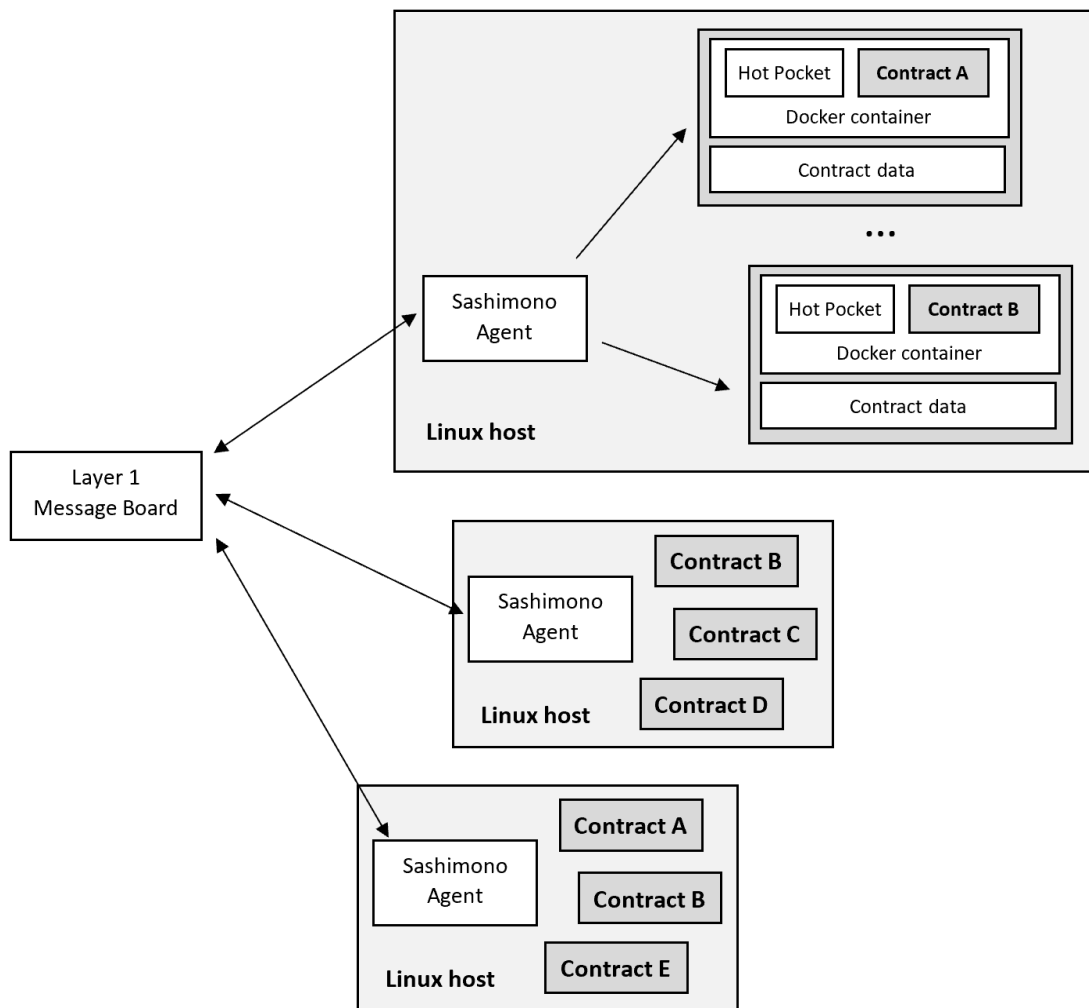 Hot Pocket
Contract A
Docker container
Contract data
...
Sashimono
Agent
Hot Pocket
Contract B
Docker container
Contract data
Linux host
Layer 1
Message Board
Contract B
Sashimono
Agent
Contract C
Contract D
Linux host
Contract A
Sashimono
Agent
Contract B
Contract E
Linux host